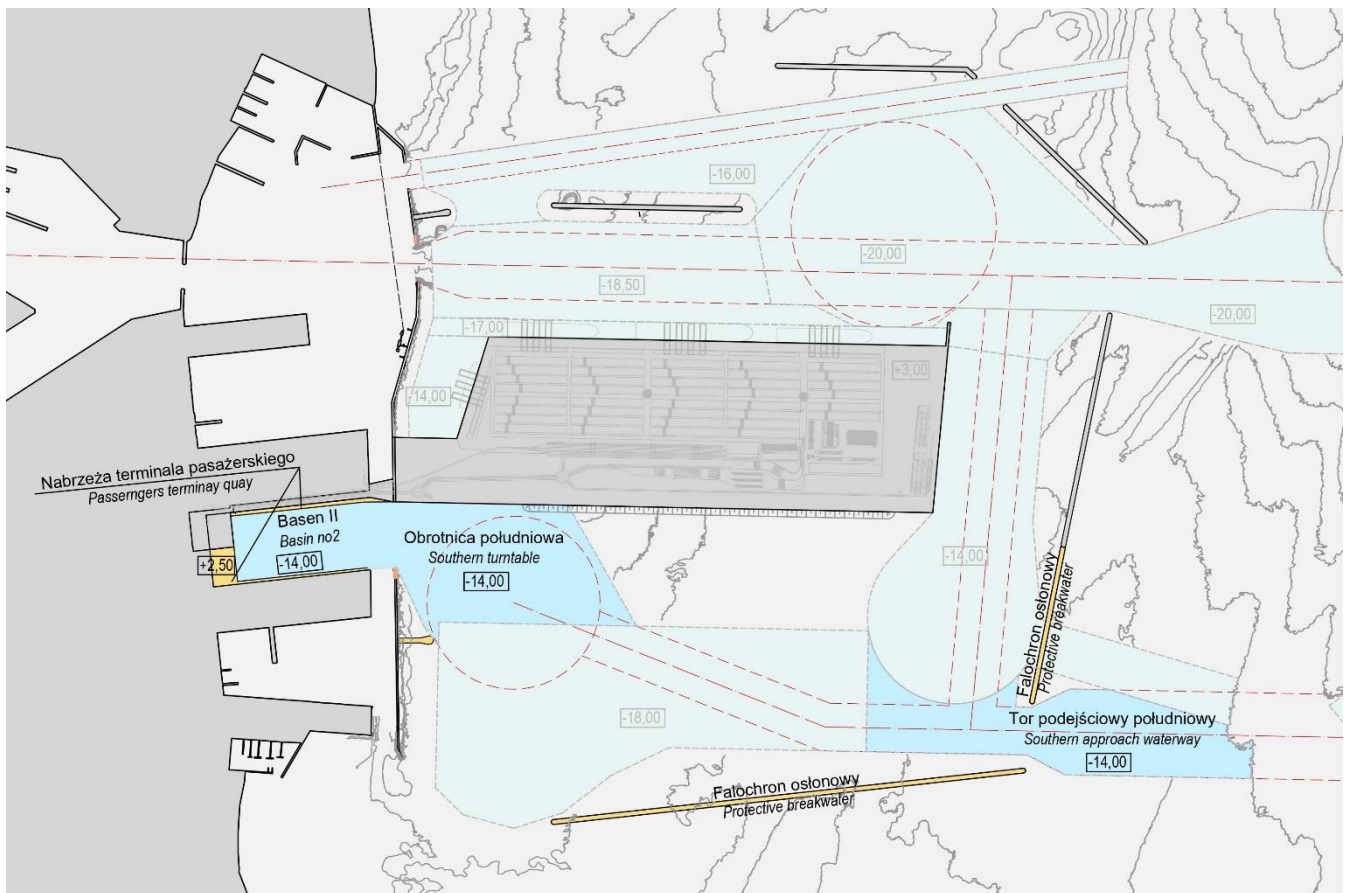 -16,00
-20,00
-18,50
-20,00
-17,00
+3,00
-14,00
Nabrzeża terminala pasażerskiego
Passerngers terminay quay
Basen II
Basin no2
-14,00
+2,50
Obrotnica południowa
Southern turntable
-14,00
-14,00
Falochron osłonowy
Protective breakwater
-18,00
Tor podejściowy południowy
Southern approach waterway
-14,00
Falochron osłonowy
Protective breakwater